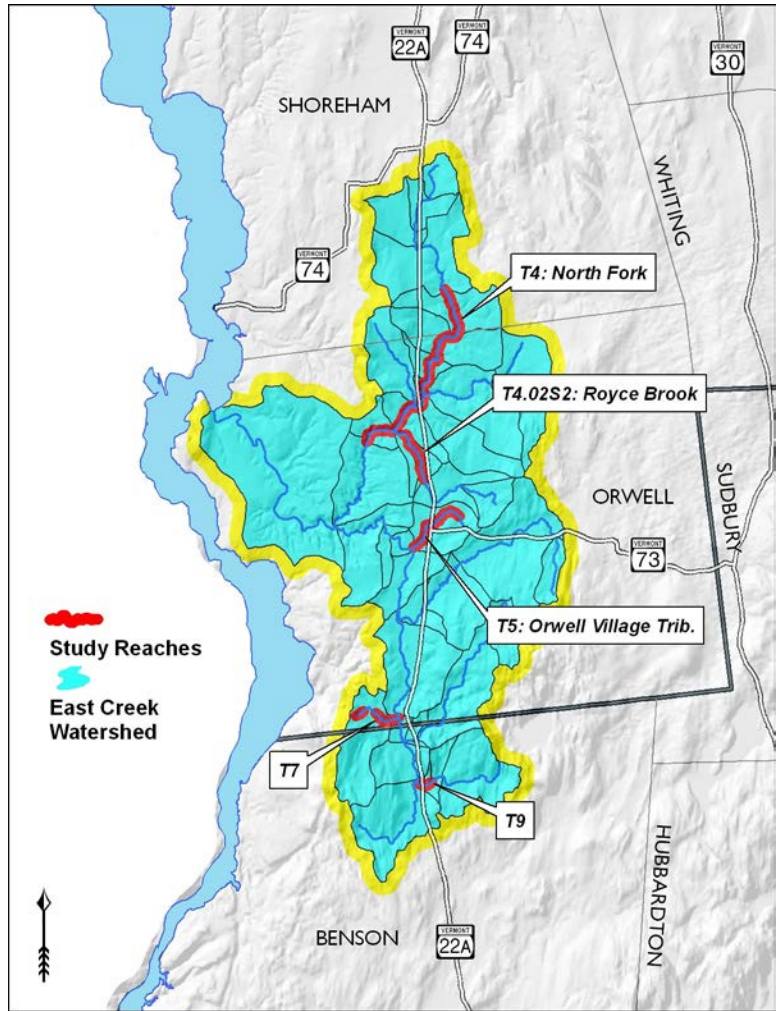 VERMONT
22A
VERMONT
74
VERMONT
30
SHOREHAM
WHITING
VERMONT
74
T4: North Fork
T4.02S2: Royce Brook
ORWELL
SUDBURY
VERMONT
73
T5: Orwell Village Trib.
Study Reaches
East Creek
Watershed
T7
T9
HUBBARDTON
BENSON
VERMONT
22A